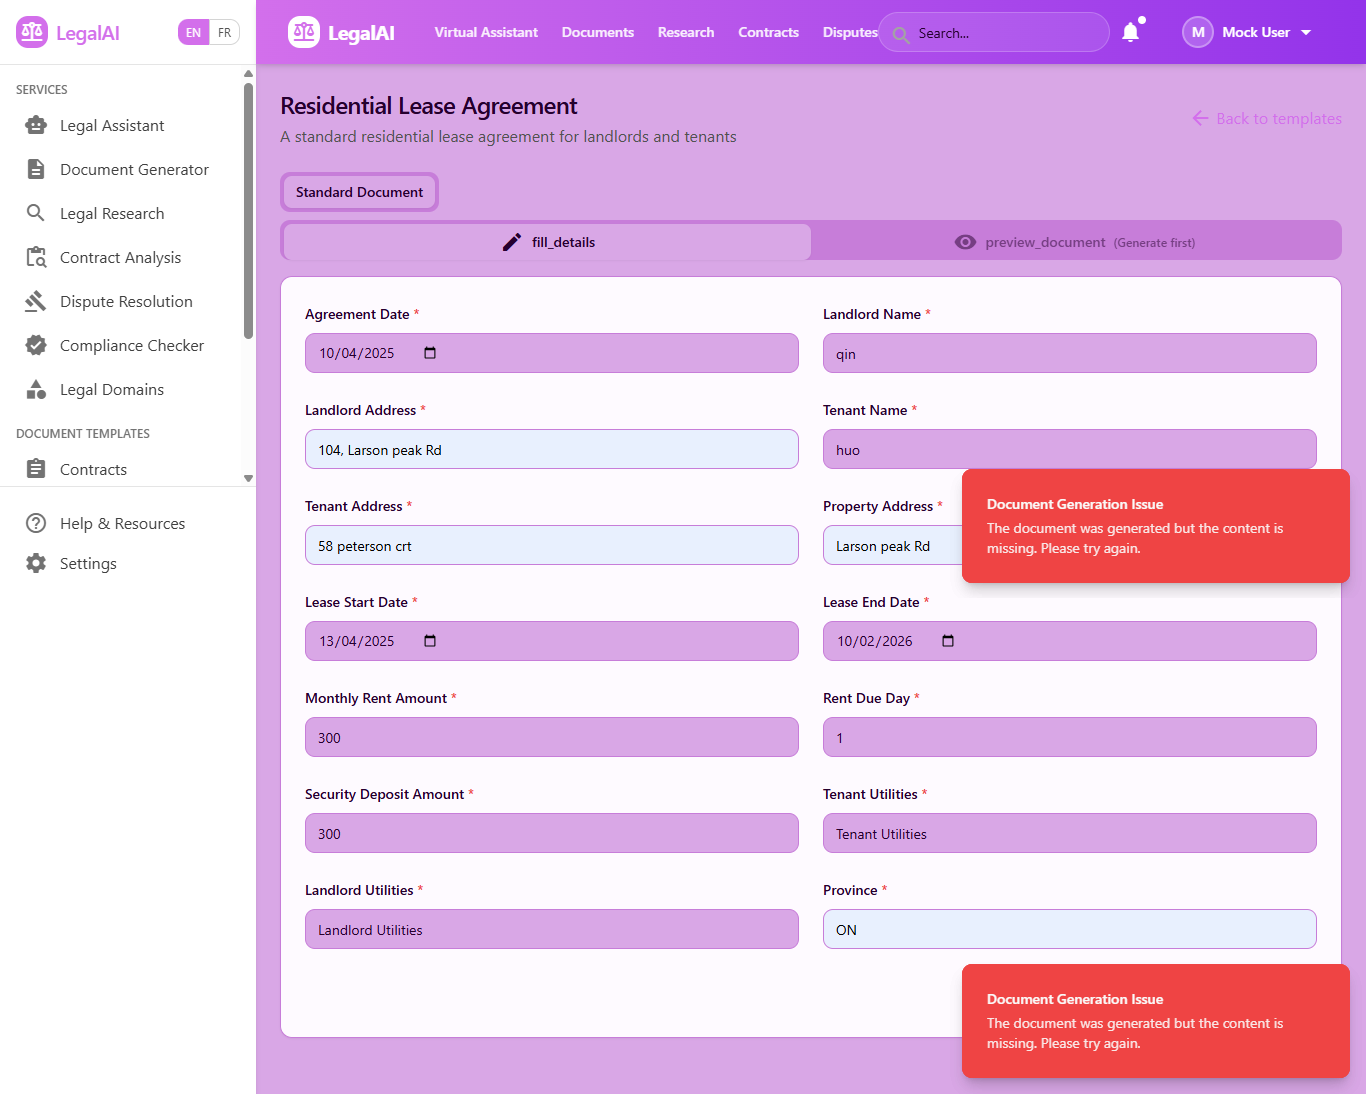 LegalAI
EN FR
LegalAI
Virtual Assistant Documents Research Contracts Disputes
Search...
M Mock User
SERVICES
Legal Assistant
Document Generator
Legal Research
Contract Analysis
Dispute Resolution
Compliance Checker
Legal Domains
DOCUMENT TEMPLATES
Contracts
Help & Resources
Settings
Residential Lease Agreement
A standard residential lease agreement for landlords and tenants
Back to templates
Standard Document
fill_details
preview_document (Generate first)
Agreement Date *
10/04/2025
Landlord Name *
qin
Landlord Address *
104, Larson peak Rd
Tenant Name *
huo
Tenant Address *
58 peterson crt
Property Address *
Larson peak Rd
Document Generation Issue
The document was generated but the content is
missing. Please try again.
Lease Start Date *
13/04/2025
Lease End Date *
10/02/2026
Monthly Rent Amount *
300
Rent Due Day *
1
Security Deposit Amount *
300
Tenant Utilities *
Tenant Utilities
Landlord Utilities *
Landlord Utilities
Province *
ON
Document Generation Issue
The document was generated but the content is
missing. Please try again.